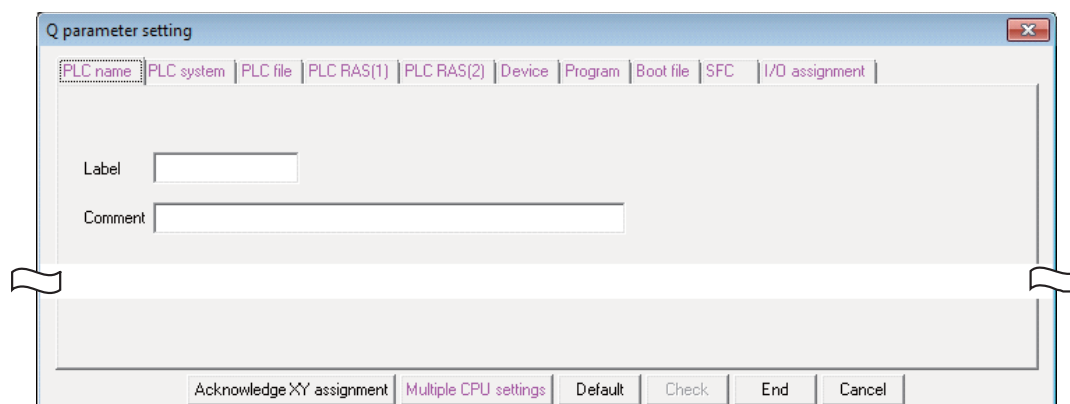 Q parameter setting
PLC name PLC system PLC file PLC RAS(1) PLC RAS(2) Device Program Boot file SFC I/O assignment
Label
Comment
Acknowledge XY assignment Multiple CPU settings Default Check End Cancel